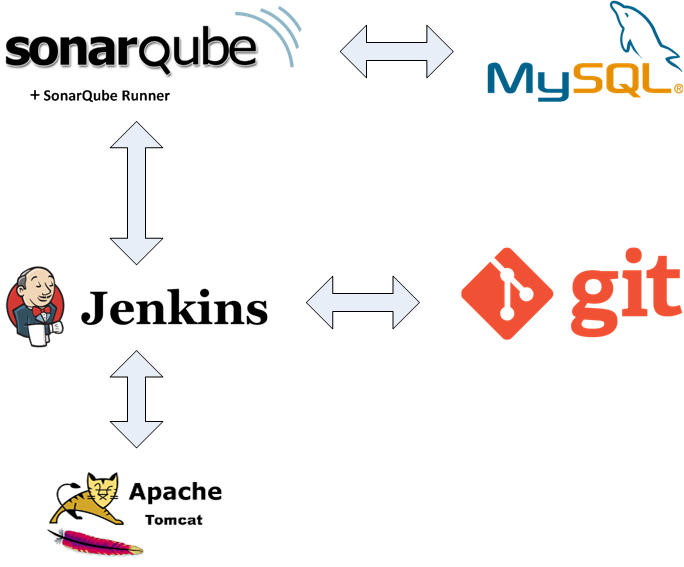 sonarqube
MySQL®
+ SonarQube Runner
Jenkins
git
Apache
Tomcat